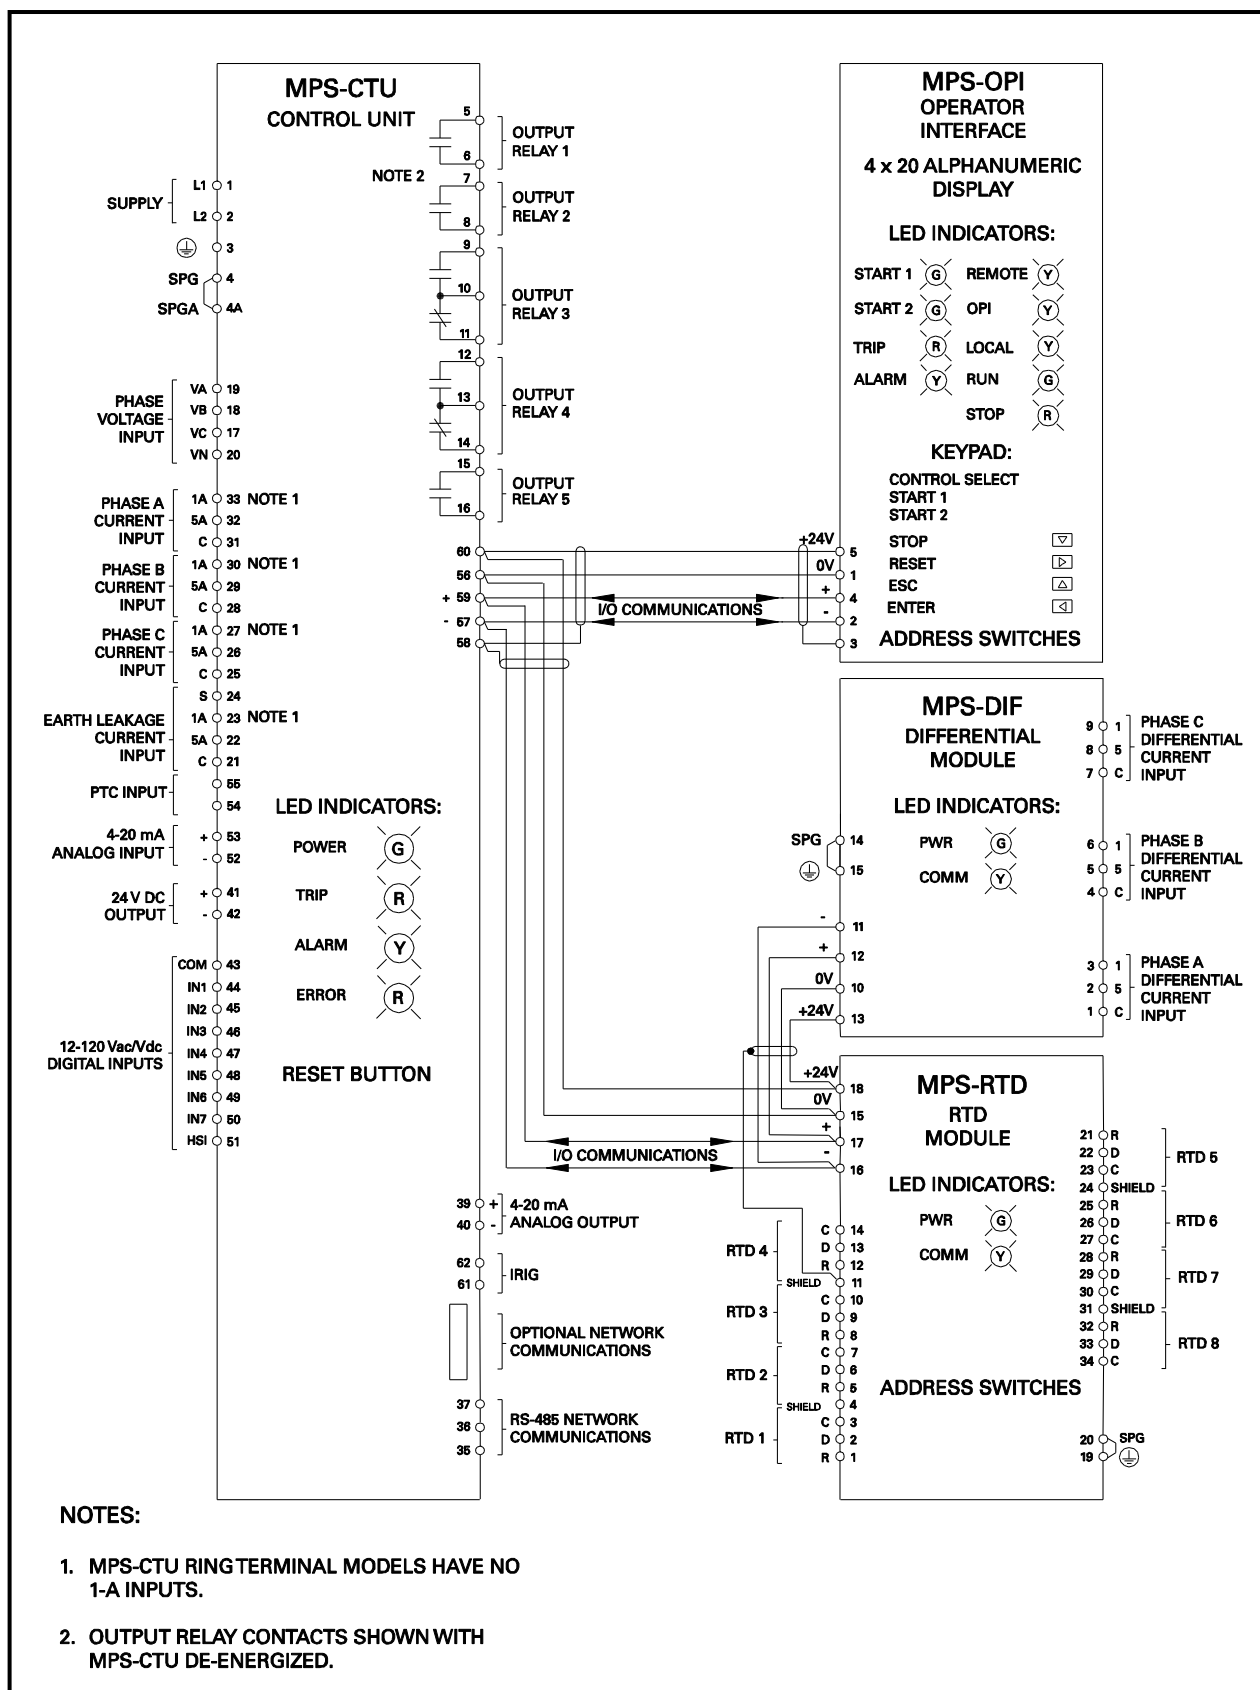 MPS-CTU
CONTROL UNIT
NOTE 2
5
6
OUTPUT
RELAY 1
7
8
OUTPUT
RELAY 2
9
10
11
OUTPUT
RELAY 3
12
13
14
OUTPUT
RELAY 4
15
16
OUTPUT
RELAY 5
SUPPLY
L1 1
L2 2
3
SPG 4
SPGA 4A
PHASE
VOLTAGE
INPUT
VA 19
VB 18
VC 17
VN 20
PHASE A
CURRENT
INPUT
1A 33 NOTE 1
5A 32
C 31
PHASE B
CURRENT
INPUT
1A 30 NOTE 1
5A 29
C 28
PHASE C
CURRENT
INPUT
1A 27 NOTE 1
5A 26
C 25
EARTH LEAKAGE
CURRENT
INPUT
S 24
1A 23 NOTE 1
5A 22
C 21
PTC INPUT
55
54
4-20 mA
ANALOG INPUT
+ 53
- 52
24 V DC
OUTPUT
+ 41
- 42
12-120 Vac/Vdc
DIGITAL INPUTS
COM 43
IN1 44
IN2 45
IN3 46
IN4 47
IN5 48
IN6 49
IN7 50
HSI 51
LED INDICATORS:
POWER G
TRIP R
ALARM Y
ERROR R
RESET BUTTON
60
56
+ 59
- 57
58
I/O COMMUNICATIONS
I/O COMMUNICATIONS
39 +
40 -
4-20 mA
ANALOG OUTPUT
62
61
IRIG
OPTIONAL NETWORK
COMMUNICATIONS
37
36
35
RS-485 NETWORK
COMMUNICATIONS
MPS-OPI
OPERATOR
INTERFACE
4 x 20 ALPHANUMERIC
DISPLAY
LED INDICATORS:
START 1 G REMOTE Y
START 2 G OPI Y
TRIP R LOCAL Y
ALARM Y RUN G
STOP R
KEYPAD:
CONTROL SELECT
START 1
START 2
STOP
RESET
ESC
ENTER
ADDRESS SWITCHES
+24V 5
0V 1
+ 4
- 2
3
MPS-DIF
DIFFERENTIAL
MODULE
LED INDICATORS:
PWR G
COMM Y
SPG 14
15
- 11
+ 12
0V 10
+24V 13
9 1
8 5
7 C
PHASE C
DIFFERENTIAL
CURRENT
INPUT
6 1
5 5
4 C
PHASE B
DIFFERENTIAL
CURRENT
INPUT
3 1
2 5
1 C
PHASE A
DIFFERENTIAL
CURRENT
INPUT
MPS-RTD
RTD
MODULE
LED INDICATORS:
PWR G
COMM Y
ADDRESS SWITCHES
+24V 18
0V 15
+ 17
- 16
RTD 4
C 14
D 13
R 12
SHIELD 11
RTD 3
C 10
D 9
R 8
RTD 2
C 7
D 6
R 5
SHIELD 4
RTD 1
C 3
D 2
R 1
21 R
22 D
23 C
RTD 5
24 SHIELD
25 R
26 D
27 C
RTD 6
28 R
29 D
30 C
RTD 7
31 SHIELD
32 R
33 D
34 C
RTD 8
20 SPG
19
NOTES:
1. MPS-CTU RING TERMINAL MODELS HAVE NO
1-A INPUTS.
2. OUTPUT RELAY CONTACTS SHOWN WITH
MPS-CTU DE-ENERGIZED.